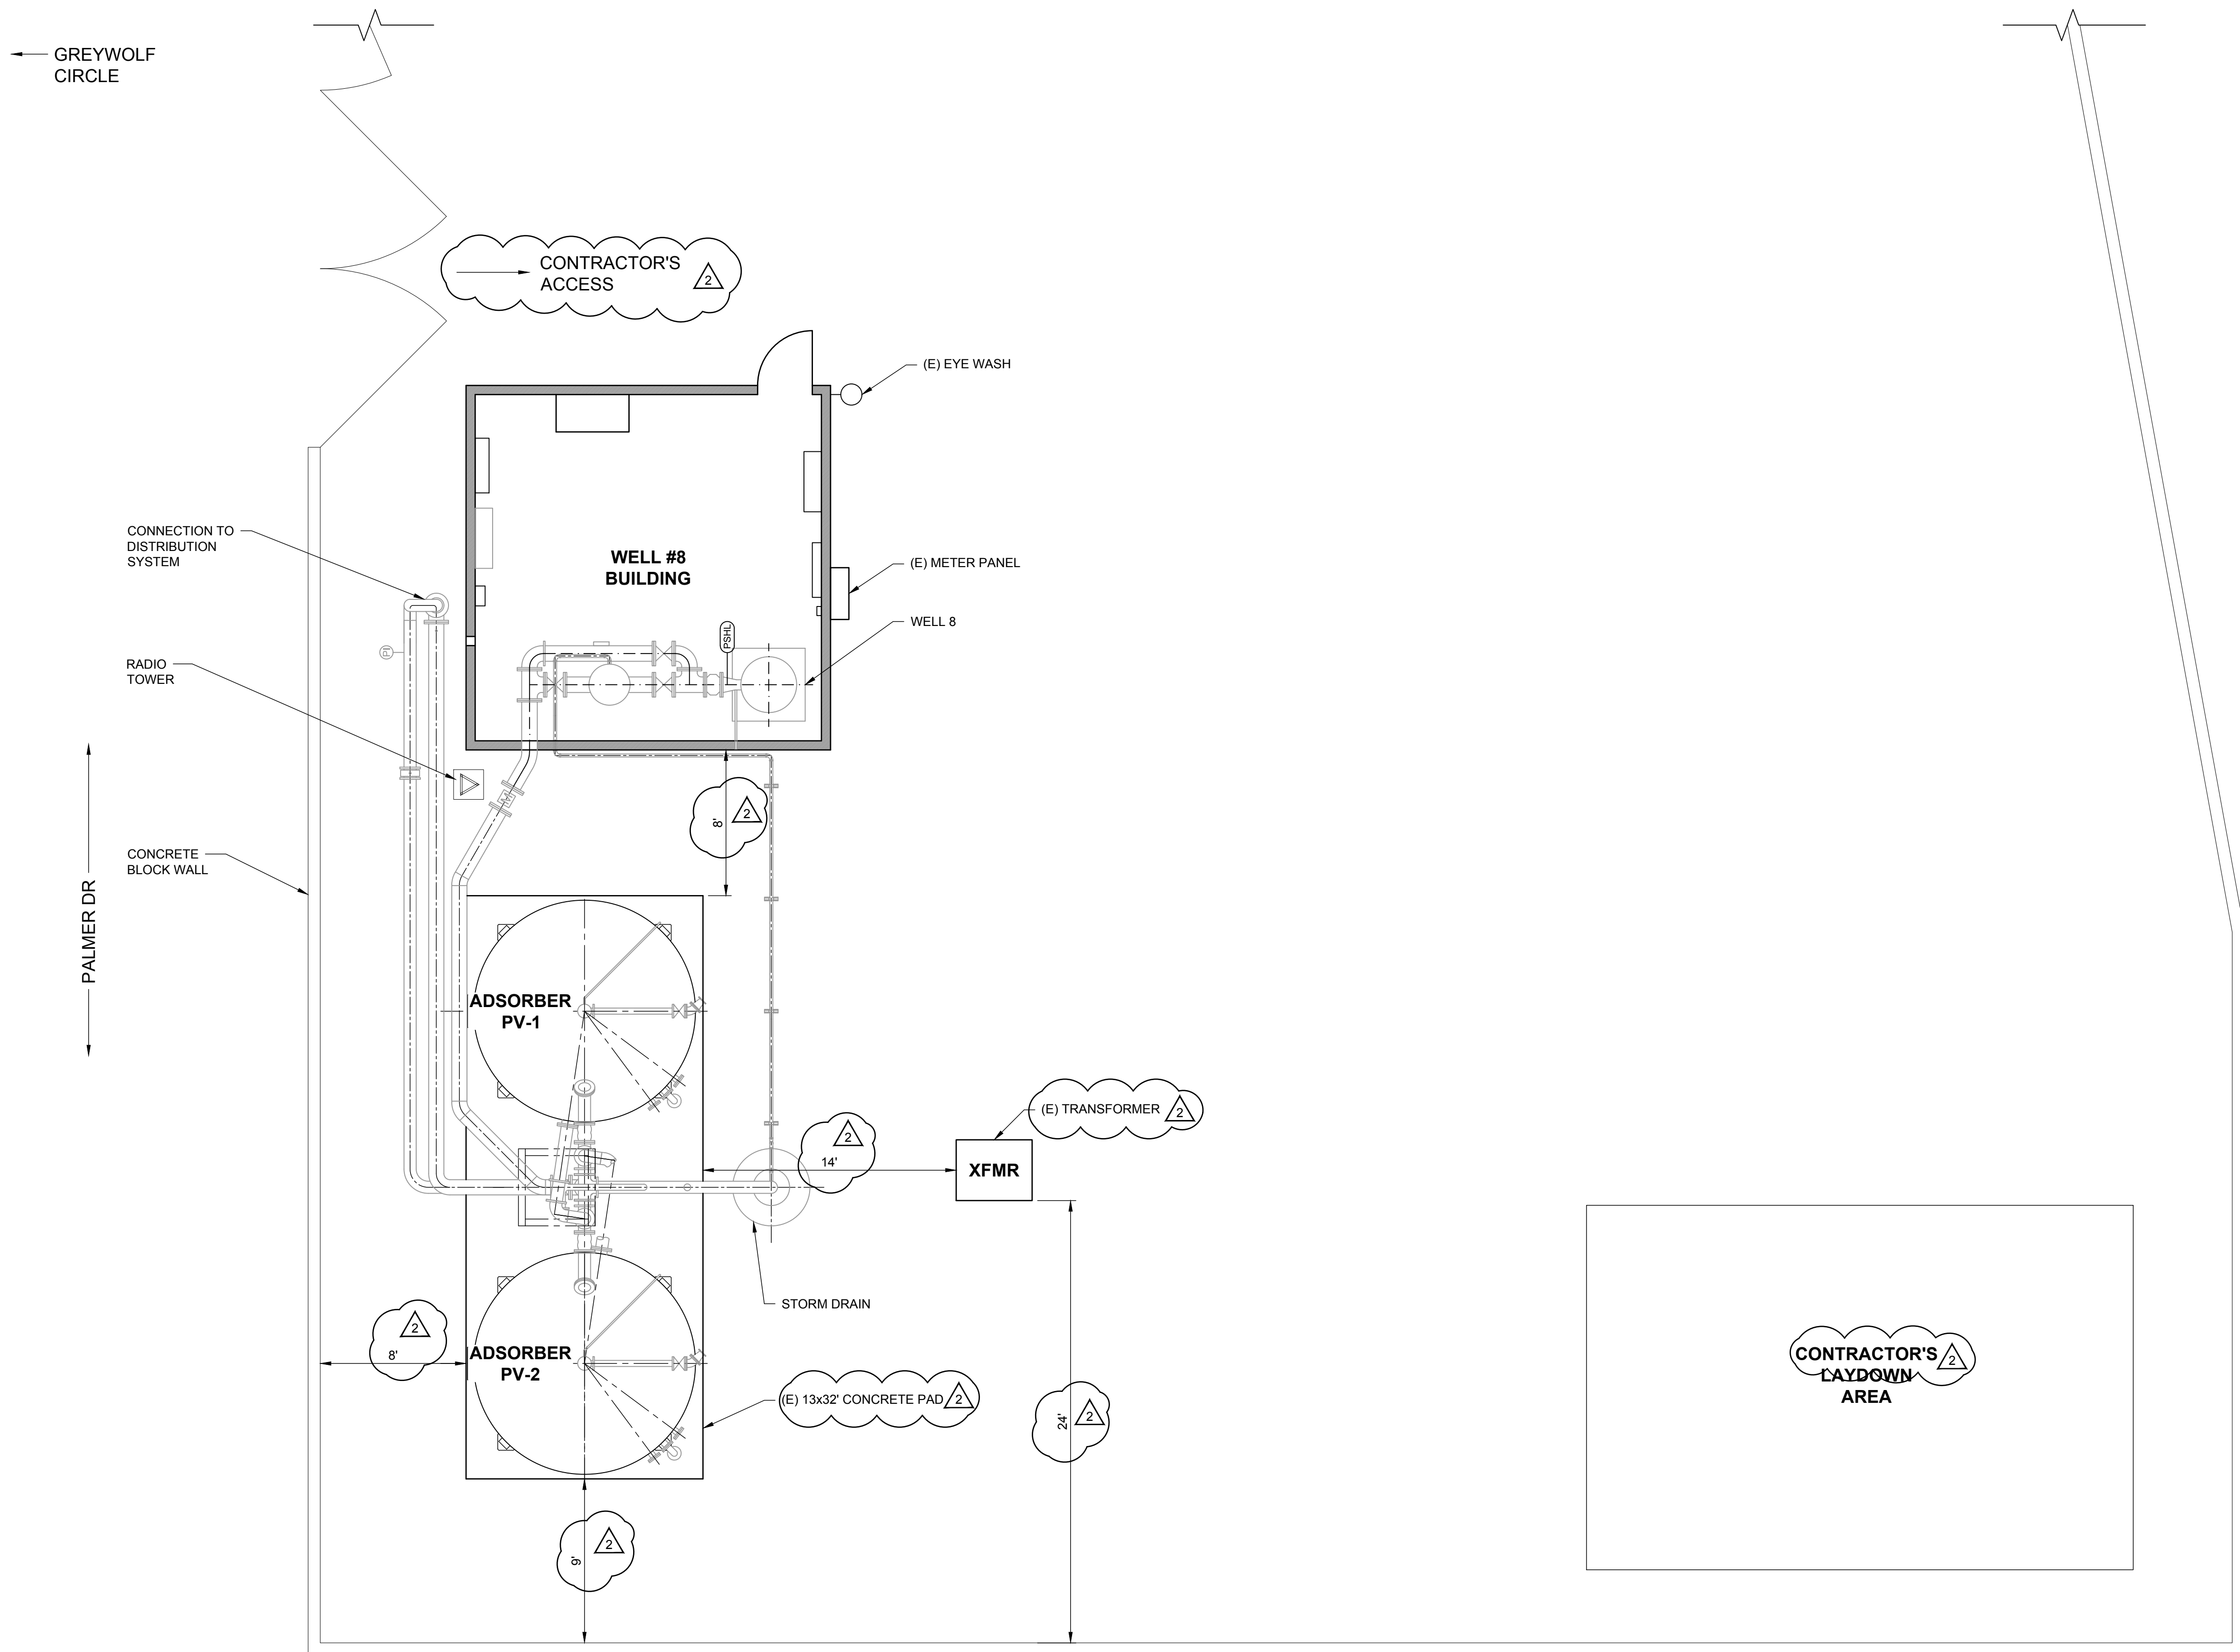 GREYWOLF
CIRCLE
CONTRACTOR'S
ACCESS
2
(E) EYE WASH
CONNECTION TO
DISTRIBUTION
SYSTEM
WELL #8
BUILDING
(E) METER PANEL
WELL 8
PSHL
PI
RADIO
TOWER
8'
2
CONCRETE
BLOCK WALL
PALMER DR
ADSORBER
PV-1
(E) TRANSFORMER
2
2
14'
XFMR
STORM DRAIN
2
8'
ADSORBER
PV-2
(E) 13x32' CONCRETE PAD
2
24'
2
CONTRACTOR'S
2
LAYDOWN
AREA
9'
2